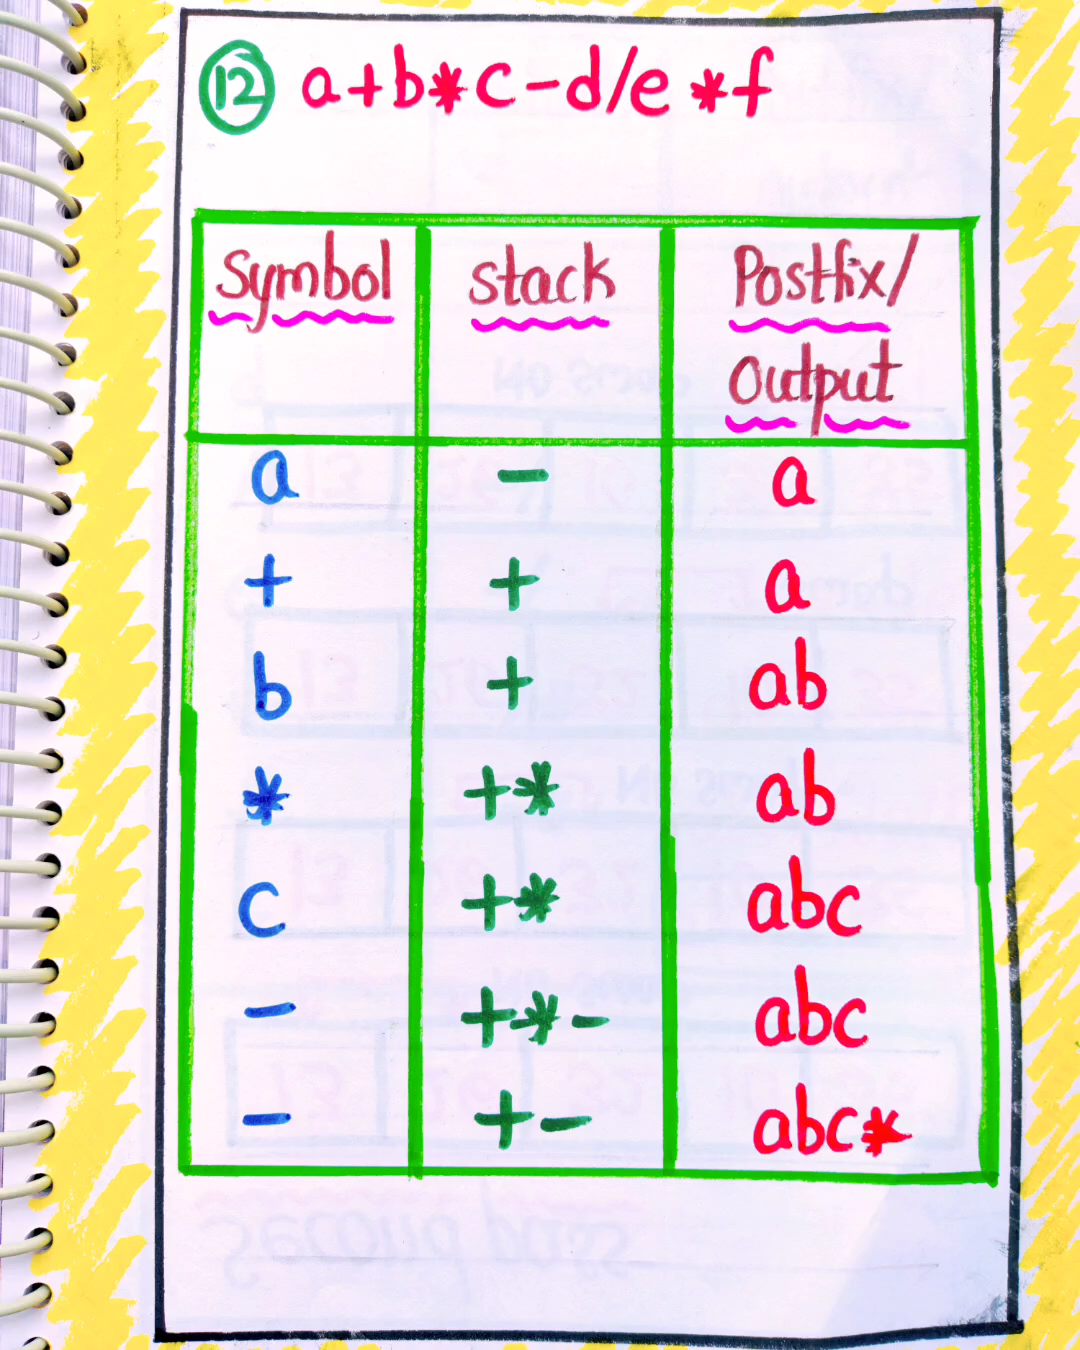 12 a+b*c-d/e*f
Symbol stack Postfix/
Output
a - a
+ + a
b + ab
* +* ab
c +* abc
- +*- abc
- +- abc*